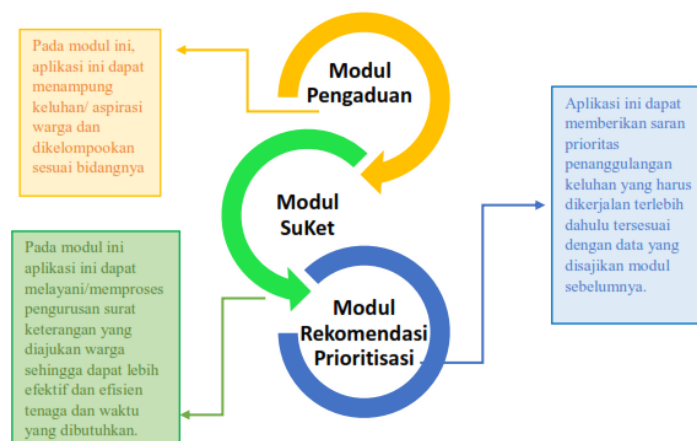 Modul
Pengaduan
Pada modul ini,
aplikasi ini dapat
menampung
keluhan/ aspirasi
warga dan
dikelompookan
sesuai bidangnya
Modul
SuKet
Pada modul ini
aplikasi ini dapat
melayani/memproses
pengurusan surat
keterangan yang
diajukan warga
sehingga dapat lebih
efektif dan efisien
tenaga dan waktu
yang dibutuhkan.
Modul
Rekomendasi
Prioritisasi
Aplikasi ini dapat
memberikan saran
prioritas
penanggulangan
keluhan yang harus
dikerjalan terlebih
dahulu tersesuai
dengan data yang
disajikan modul
sebelumnya.